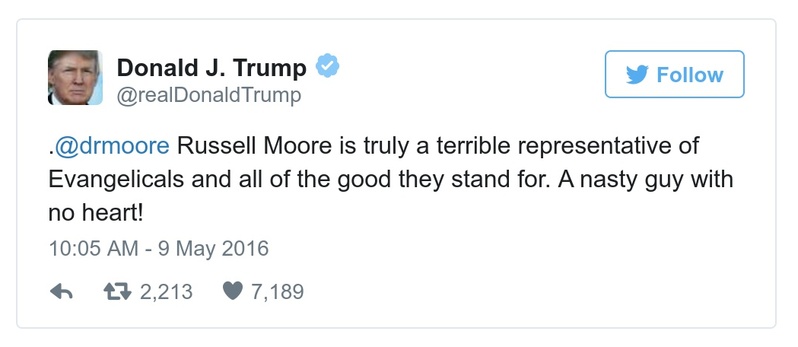 Donald J. Trump
@realDonaldTrump
Follow
.@drmoore Russell Moore is truly a terrible representative of
Evangelicals and all of the good they stand for. A nasty guy with
no heart!
10:05 AM - 9 May 2016
2,213 7,189